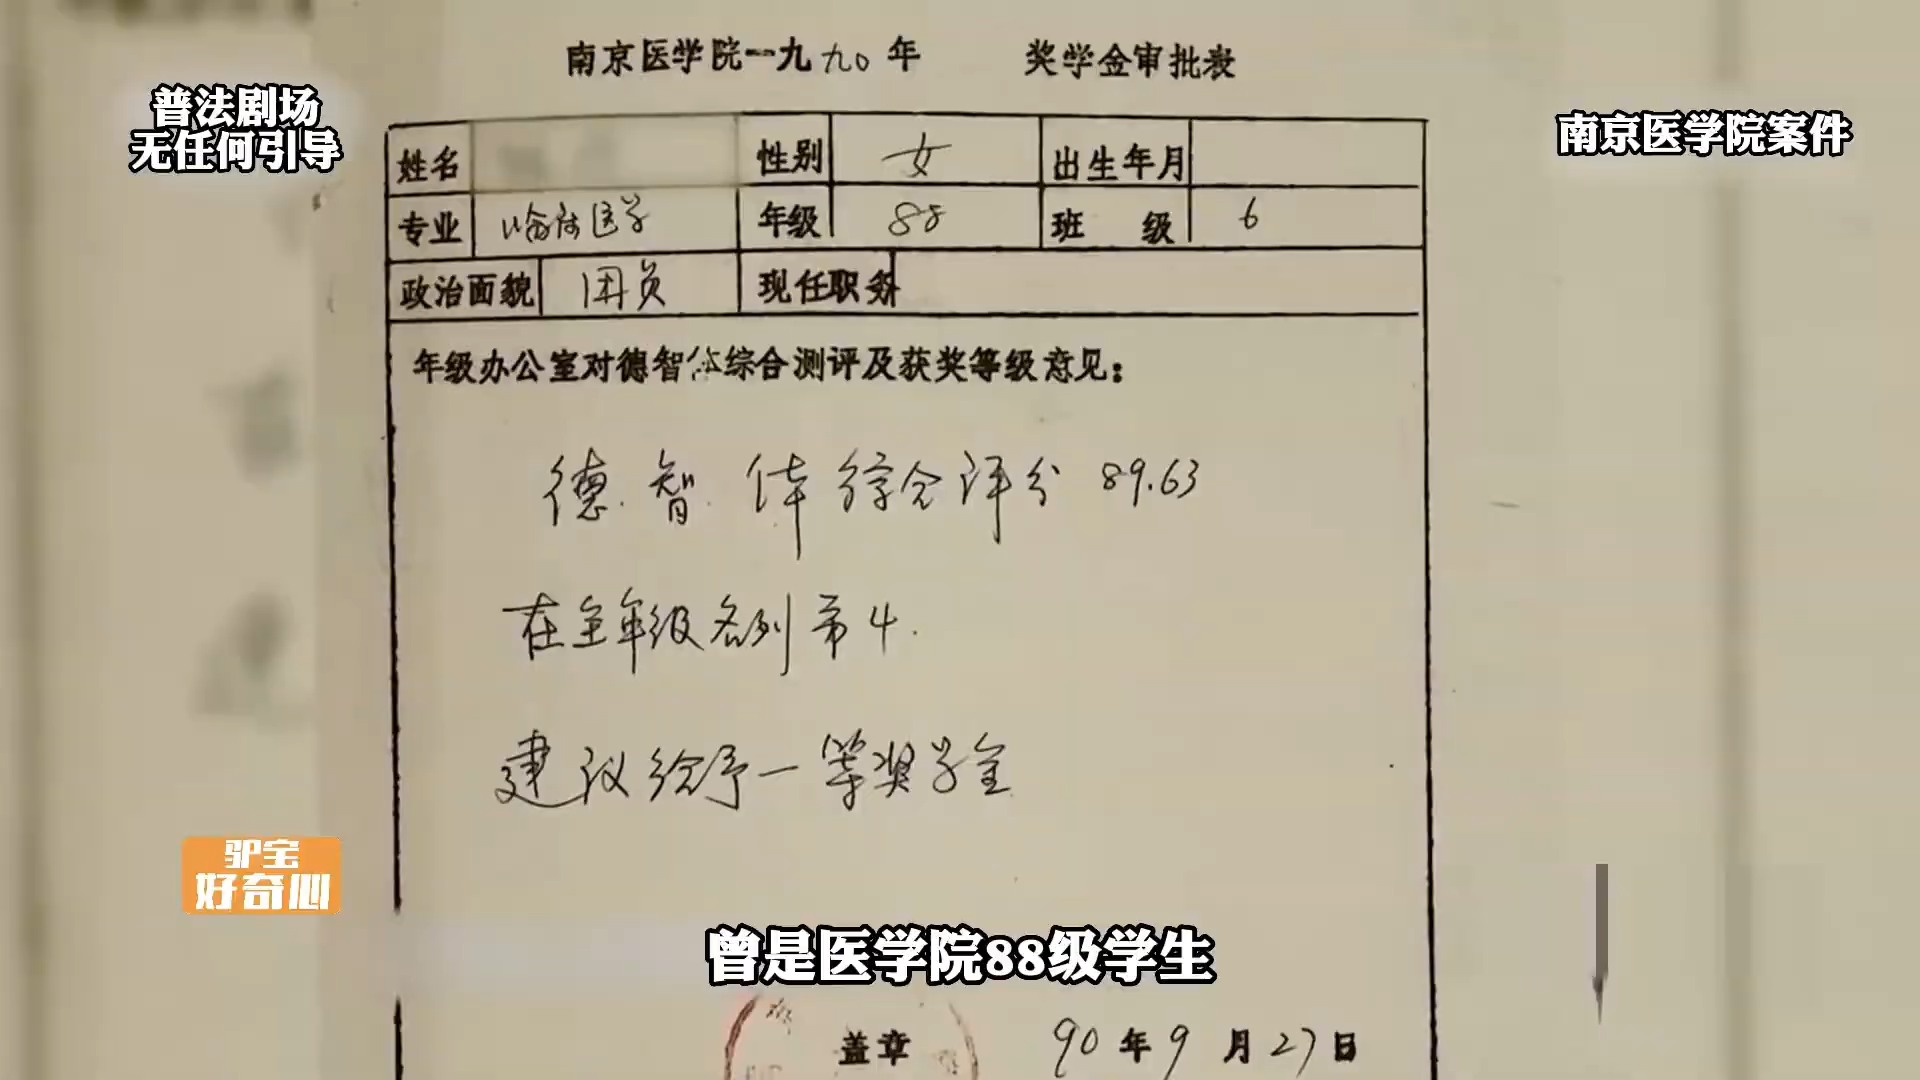 南京医学院一九九〇年 奖学金审批表
普法剧场
无任何引导
南京医学院案件
姓名 性别 女 出生年月
专业 临床医学 年级 88 班级 6
政治面貌 团员 现任职务
年级办公室对德智体综合测评及获奖等级意见：
德.智.体综合评分 89.63
在全年级名列第4.
建议给予一等奖学金
驴宝
好奇心
曾是医学院88级学生
盖章 90年9月27日